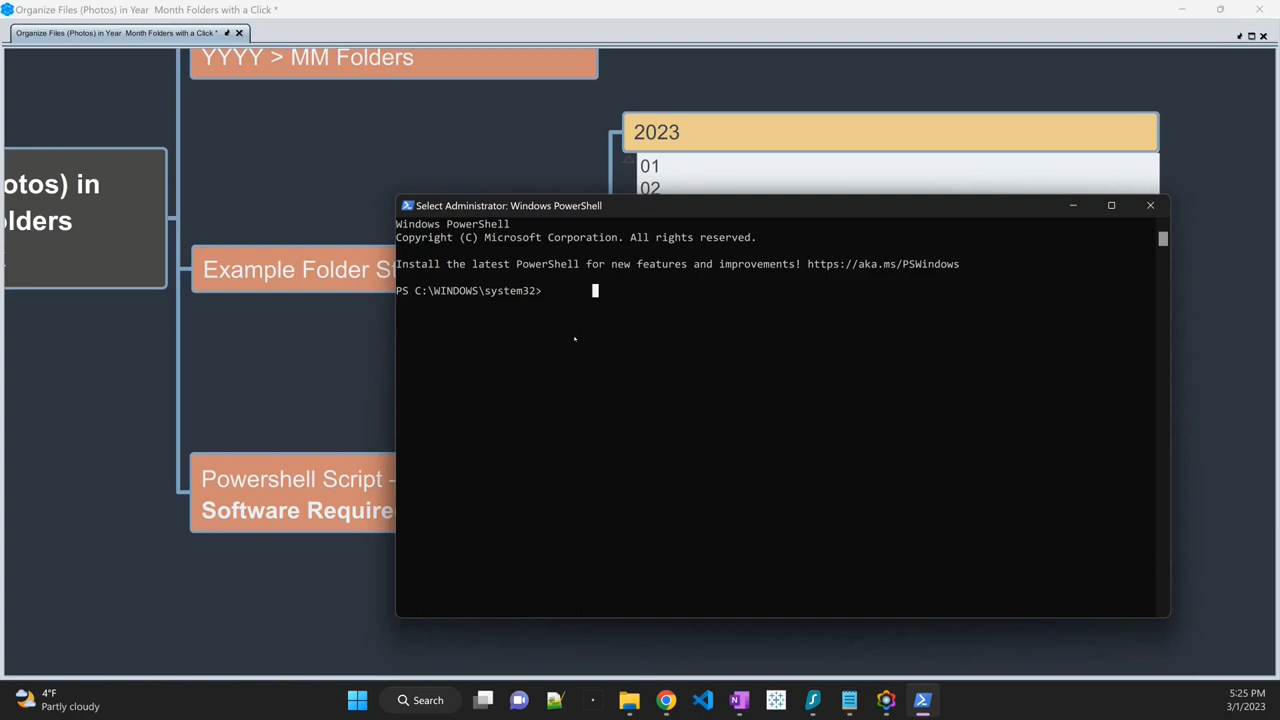 Organize Files (Photos) in Year  Month Folders with a Click *
Organize Files (Photos) in Year  Month Folders with a Click *
YYYY > MM Folders
otos) in
olders
2023
01
02
Example Folder St
Powershell Script -
Software Require
Select Administrator: Windows PowerShell
Windows PowerShell
Copyright (C) Microsoft Corporation. All rights reserved.
Install the latest PowerShell for new features and improvements! https://aka.ms/PSWindows
PS C:\WINDOWS\system32>
4°F
Partly cloudy
Search
5:25 PM
3/1/2023